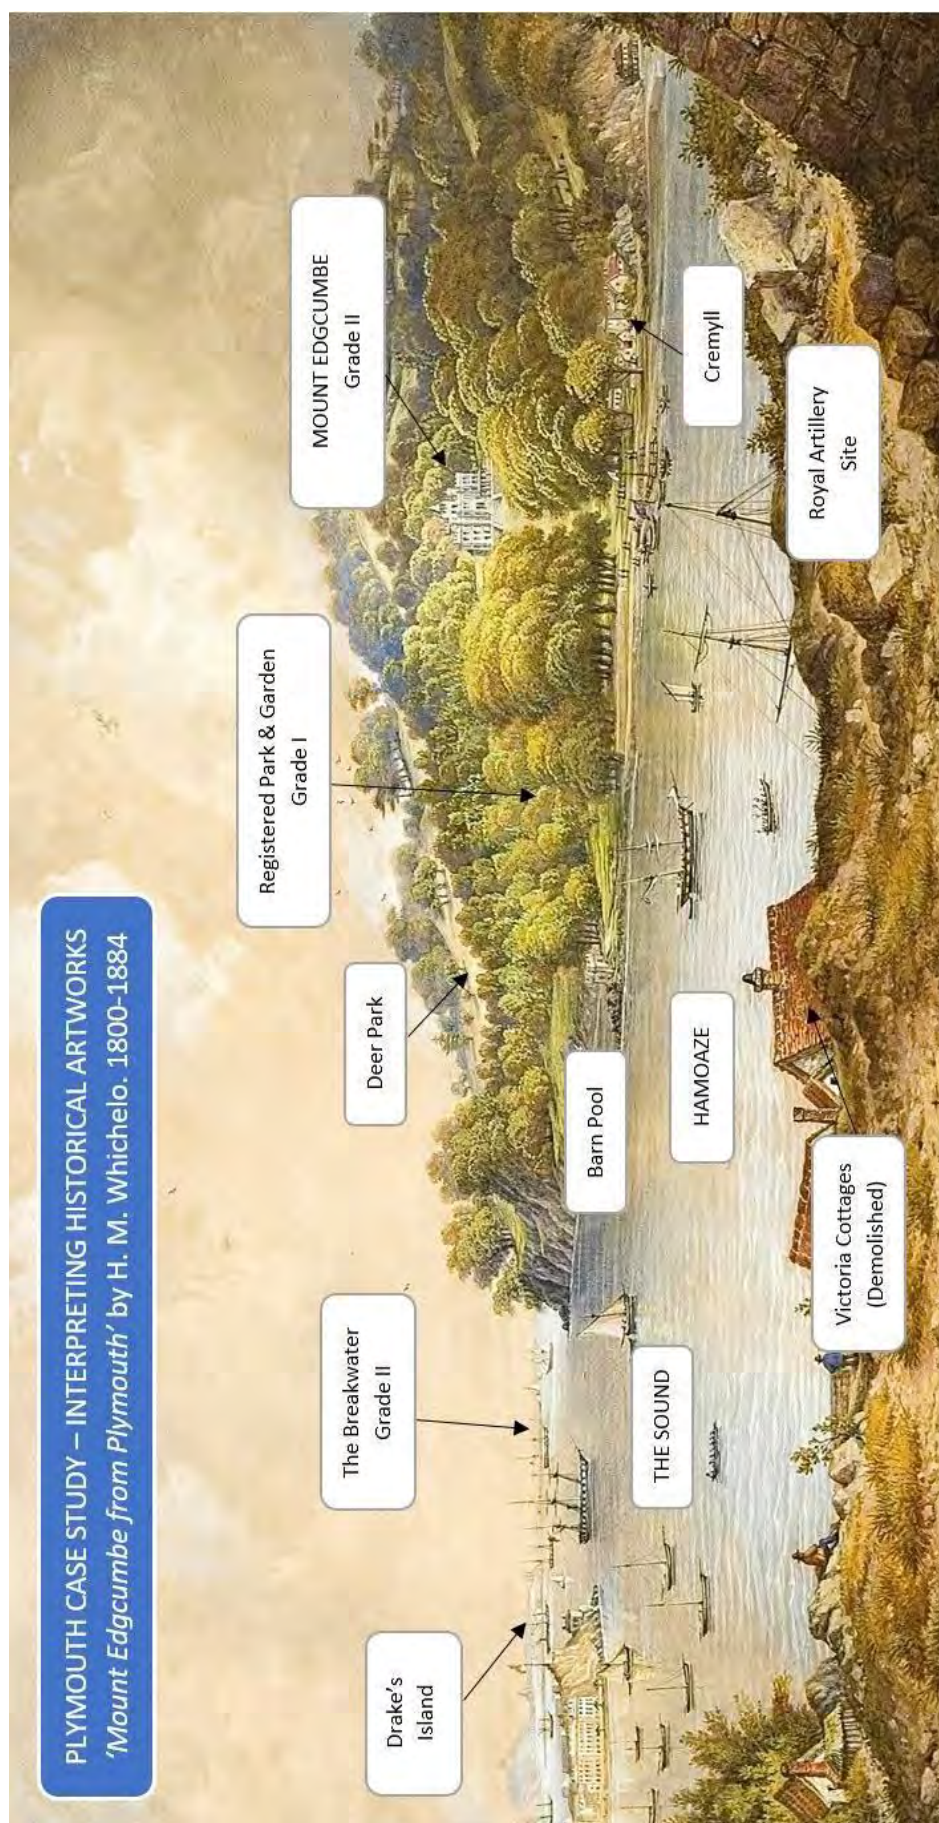 PLYMOUTH CASE STUDY – INTERPRETING HISTORICAL ARTWORKS
'Mount Edgcumbe from Plymouth' by H. M. Whichelo. 1800-1884
Drake's
Island
The Breakwater
Grade II
Deer Park
Registered Park & Garden
Grade I
MOUNT EDGCUMBE
Grade II
THE SOUND
Barn Pool
HAMOAZE
Cremyll
Victoria Cottages
(Demolished)
Royal Artillery
Site